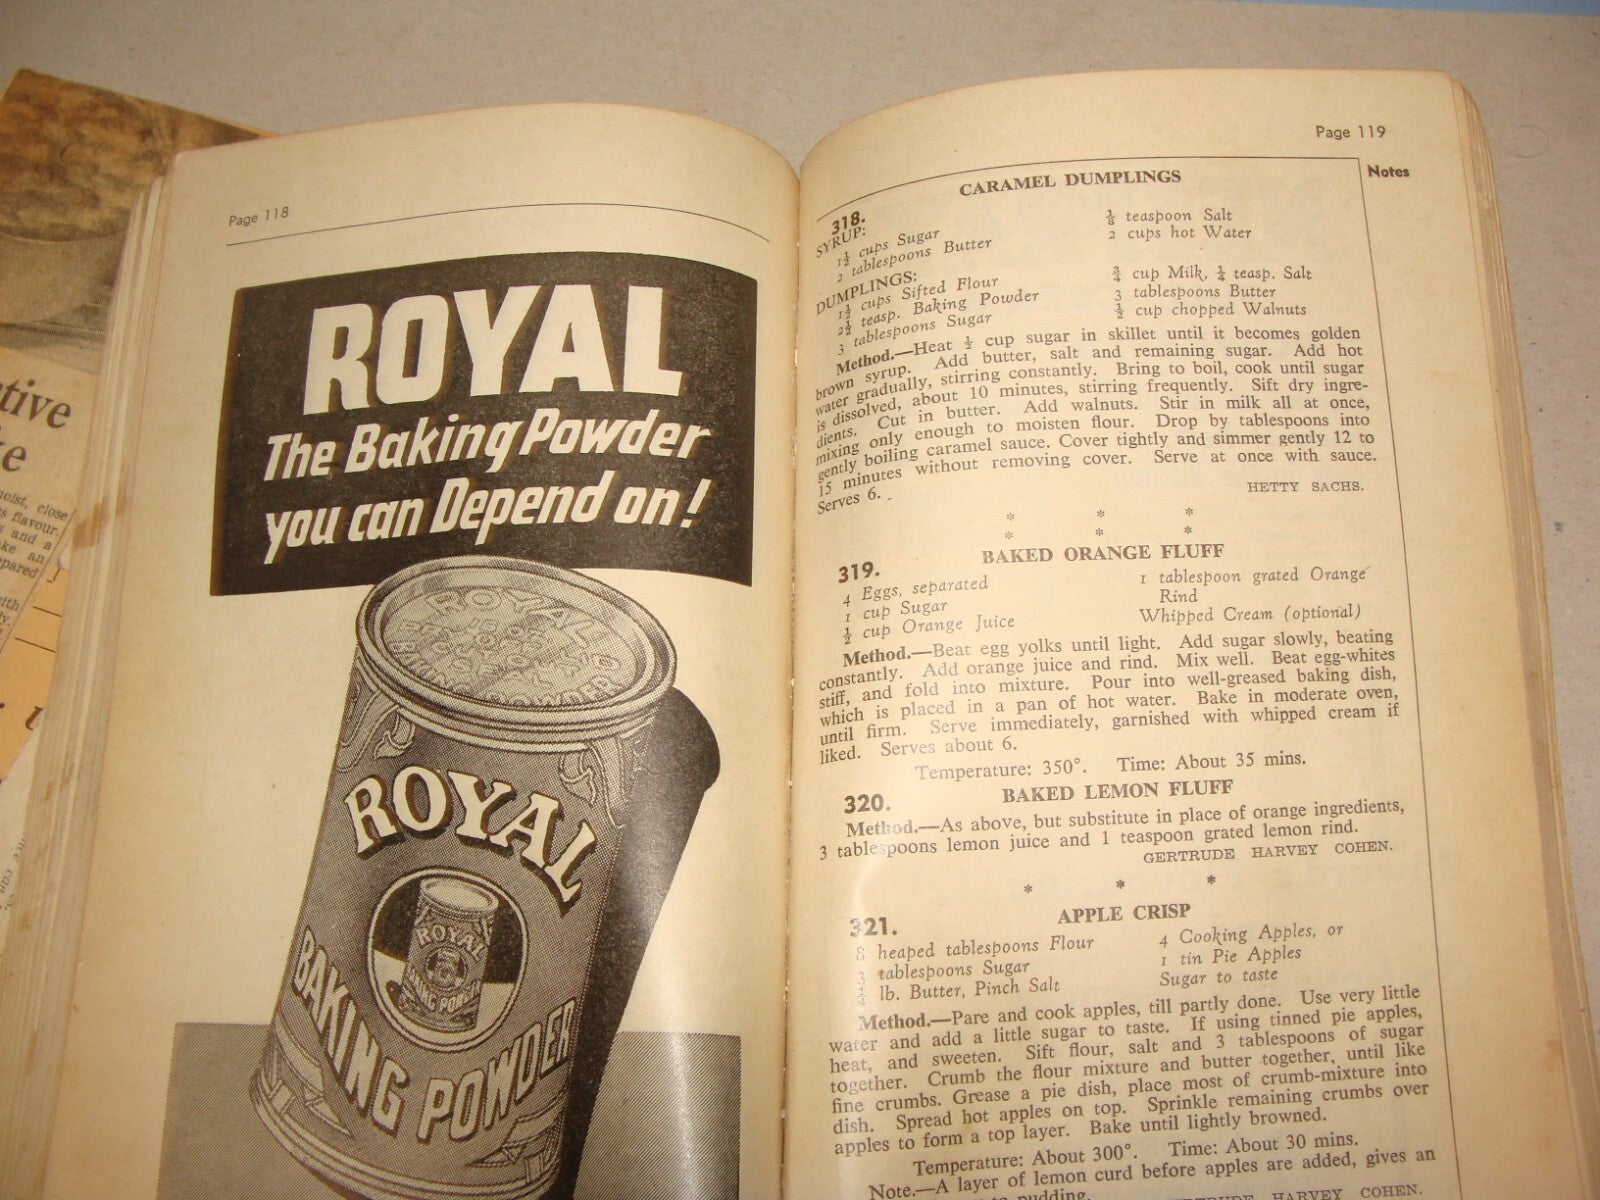 tive
ke
moist, close
s flavour.
s and a
ke an
epared
with
Page 118
ROYAL
The Baking Powder
you can Depend on!
ROYAL
ROYAL
BAKING POWDER
ROYAL
BAKING POWDER
Page 119
Notes
CARAMEL DUMPLINGS
318.
SYRUP:
1½ cups Sugar
2 tablespoons Butter
⅛ teaspoon Salt
2 cups hot Water
DUMPLINGS:
1½ cups Sifted Flour
2½ teasp. Baking Powder
3 tablespoons Sugar
¾ cup Milk, ¼ teasp. Salt
3 tablespoons Butter
½ cup chopped Walnuts
Method.—Heat ½ cup sugar in skillet until it becomes golden
brown syrup. Add butter, salt and remaining sugar. Add hot
water gradually, stirring constantly. Bring to boil, cook until sugar
is dissolved, about 10 minutes, stirring frequently. Sift dry ingre-
dients. Cut in butter. Add walnuts. Stir in milk all at once,
mixing only enough to moisten flour. Drop by tablespoons into
gently boiling caramel sauce. Cover tightly and simmer gently 12 to
15 minutes without removing cover. Serve at once with sauce.
Serves 6.
HETTY SACHS.
* * *
* * *
BAKED ORANGE FLUFF
319.
4 Eggs, separated
1 cup Sugar
½ cup Orange Juice
1 tablespoon grated Orange
Rind
Whipped Cream (optional)
Method.—Beat egg yolks until light. Add sugar slowly, beating
constantly. Add orange juice and rind. Mix well. Beat egg-whites
stiff, and fold into mixture. Pour into well-greased baking dish,
which is placed in a pan of hot water. Bake in moderate oven,
until firm. Serve immediately, garnished with whipped cream if
liked. Serves about 6.
Temperature: 350°. Time: About 35 mins.
320. BAKED LEMON FLUFF
Method.—As above, but substitute in place of orange ingredients,
3 tablespoons lemon juice and 1 teaspoon grated lemon rind.
GERTRUDE HARVEY COHEN.
* * *
APPLE CRISP
321.
8 heaped tablespoons Flour
3 tablespoons Sugar
¼ lb. Butter, Pinch Salt
4 Cooking Apples, or
1 tin Pie Apples
Sugar to taste
Method.—Pare and cook apples, till partly done. Use very little
water and add a little sugar to taste. If using tinned pie apples,
heat, and sweeten. Sift flour, salt and 3 tablespoons of sugar
together. Crumb the flour mixture and butter together, until like
fine crumbs. Grease a pie dish, place most of crumb-mixture into
dish. Spread hot apples on top. Sprinkle remaining crumbs over
apples to form a top layer. Bake until lightly browned.
Temperature: About 300°. Time: About 30 mins.
Note.—A layer of lemon curd before apples are added, gives an
to pudding.
GERTRUDE HARVEY COHEN.